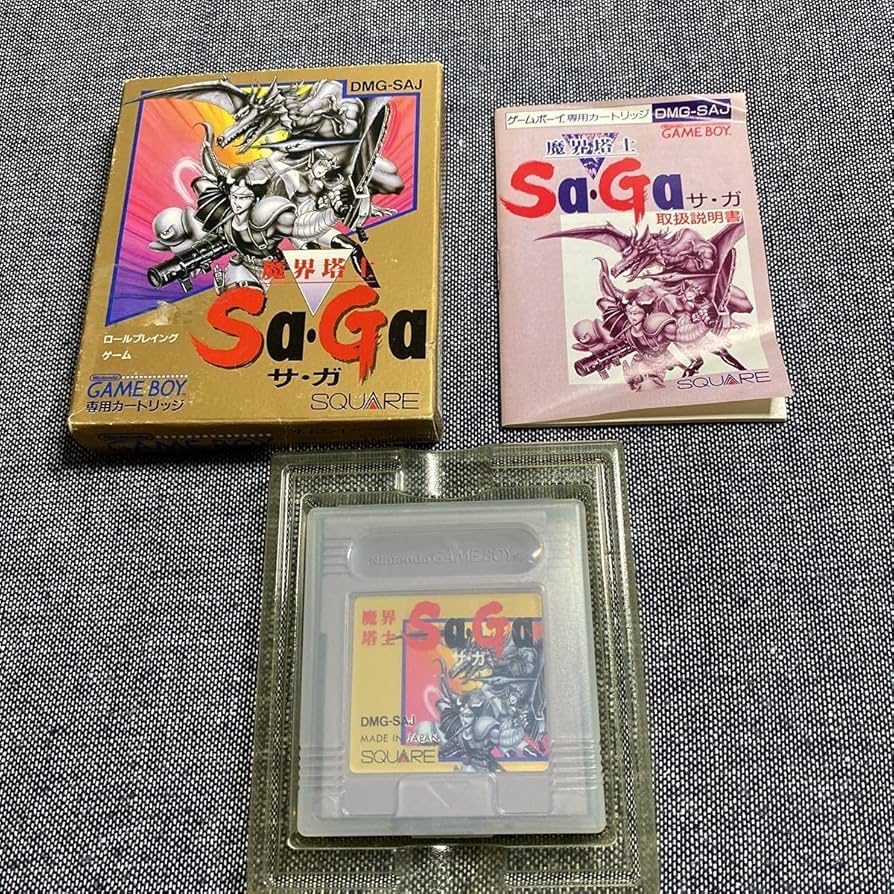 DMG-SAJ
魔界塔士
Sa・Ga
サ・ガ
ロールプレイング
ゲーム
Nintendo
GAME BOY
専用カートリッジ
SQUARE
GAME BOY
ゲームボーイ専用カートリッジ DMG-SAJ
GAME BOY
魔界塔士
Sa・Ga サ・ガ
取扱説明書
SQUARE
Nintendo GAME BOY
魔界
塔士
Sa・Ga
サ・ガ
DMG-SAJ
MADE IN JAPAN
SQUARE